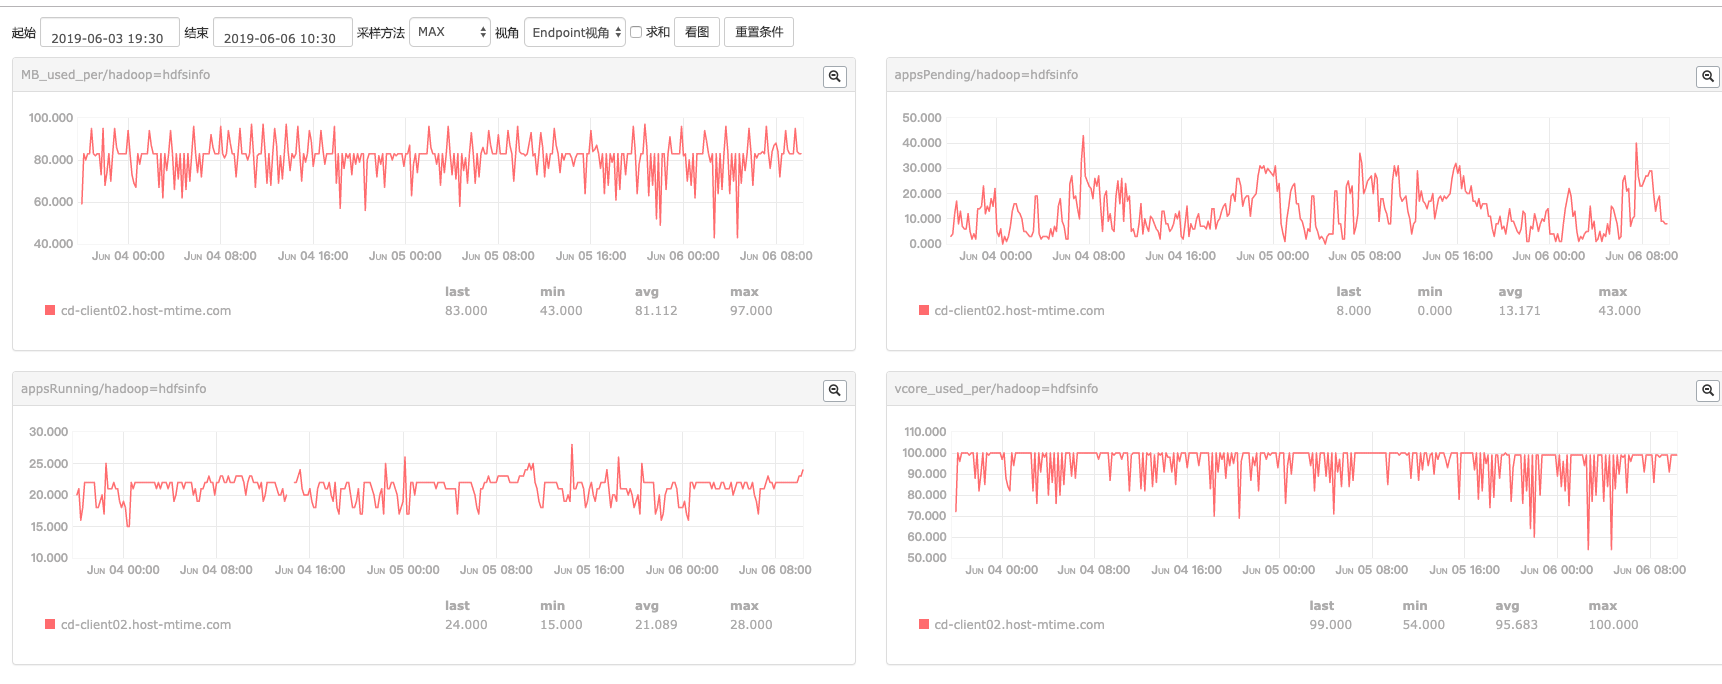 起始 2019-06-03 19:30 结束 2019-06-06 10:30 采样方法 MAX 视角 Endpoint视角 求和 看图 重置条件
MB_used_per/hadoop=hdfsinfo
100.000
80.000
60.000
40.000
Jun 04 00:00 Jun 04 08:00 Jun 04 16:00 Jun 05 00:00 Jun 05 08:00 Jun 05 16:00 Jun 06 00:00 Jun 06 08:00
last min avg max
cd-client02.host-mtime.com 83.000 43.000 81.112 97.000
appsPending/hadoop=hdfsinfo
50.000
40.000
30.000
20.000
10.000
0.000
Jun 04 00:00 Jun 04 08:00 Jun 04 16:00 Jun 05 00:00 Jun 05 08:00 Jun 05 16:00 Jun 06 00:00 Jun 06 08:00
last min avg max
cd-client02.host-mtime.com 8.000 0.000 13.171 43.000
appsRunning/hadoop=hdfsinfo
30.000
25.000
20.000
15.000
10.000
Jun 04 00:00 Jun 04 08:00 Jun 04 16:00 Jun 05 00:00 Jun 05 08:00 Jun 05 16:00 Jun 06 00:00 Jun 06 08:00
last min avg max
cd-client02.host-mtime.com 24.000 15.000 21.089 28.000
vcore_used_per/hadoop=hdfsinfo
110.000
100.000
90.000
80.000
70.000
60.000
50.000
Jun 04 00:00 Jun 04 08:00 Jun 04 16:00 Jun 05 00:00 Jun 05 08:00 Jun 05 16:00 Jun 06 00:00 Jun 06 08:00
last min avg max
cd-client02.host-mtime.com 99.000 54.000 95.683 100.000